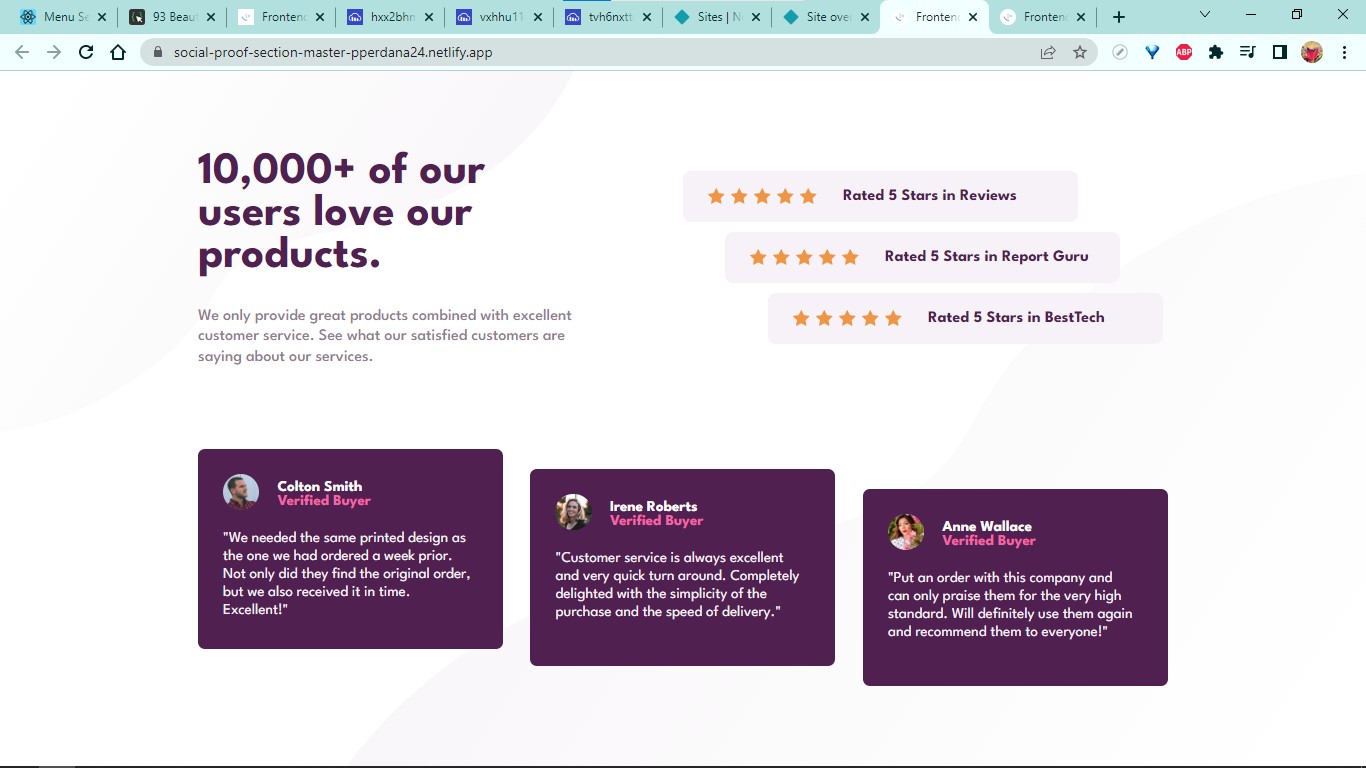 Menu Se
93 Beaut
Frontenc
hxx2bhn
vxhhu11
tvh6nxtt
Sites | N
Site over
Frontenc
Frontenc
social-proof-section-master-pperdana24.netlify.app
ABP
10,000+ of our
users love our
products.
We only provide great products combined with excellent
customer service. See what our satisfied customers are
saying about our services.
Rated 5 Stars in Reviews
Rated 5 Stars in Report Guru
Rated 5 Stars in BestTech
Colton Smith
Verified Buyer
"We needed the same printed design as
the one we had ordered a week prior.
Not only did they find the original order,
but we also received it in time.
Excellent!"
Irene Roberts
Verified Buyer
"Customer service is always excellent
and very quick turn around. Completely
delighted with the simplicity of the
purchase and the speed of delivery."
Anne Wallace
Verified Buyer
"Put an order with this company and
can only praise them for the very high
standard. Will definitely use them again
and recommend them to everyone!"